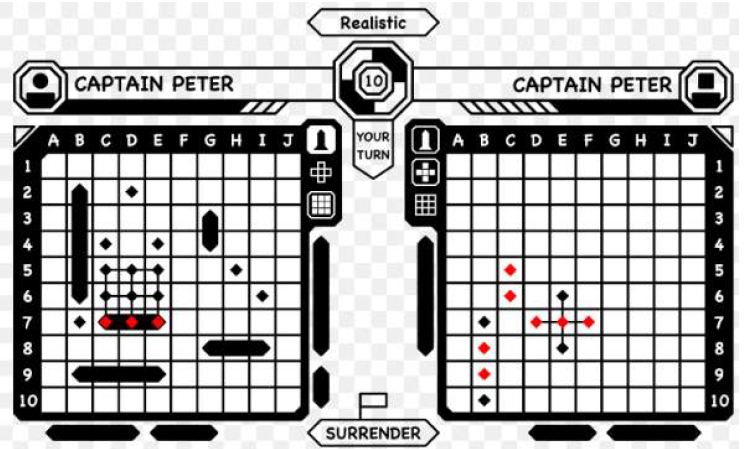 Realistic
10
CAPTAIN PETER
CAPTAIN PETER
YOUR
TURN
A B C D E F G H I J
1
2
3
4
5
6
7
8
9
10
A B C D E F G H I J
1
2
3
4
5
6
7
8
9
10
SURRENDER